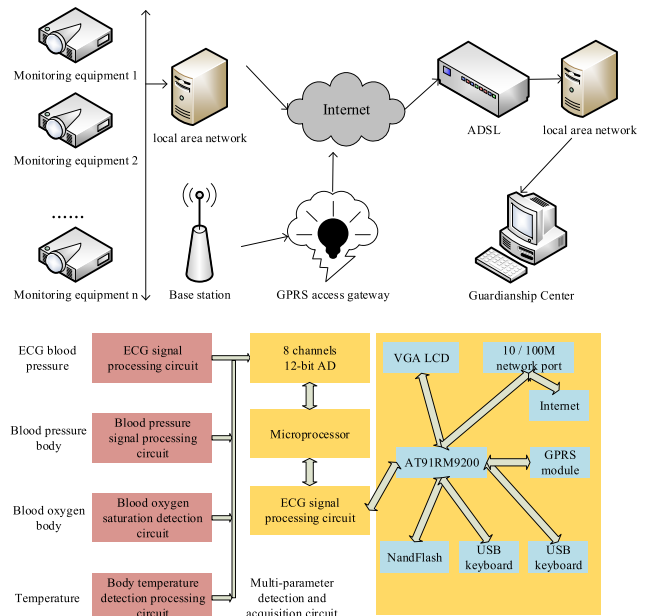 Monitoring equipment 1
Monitoring equipment 2
......
Monitoring equipment n
local area network
Base station
Internet
GPRS access gateway
ADSL
local area network
Guardianship Center
ECG blood
pressure
ECG signal
processing circuit
8 channels
12-bit AD
VGA LCD
10 / 100M
network port
Internet
Blood pressure
body
Blood pressure
signal processing
circuit
Microprocessor
AT91RM9200
GPRS
module
Blood oxygen
body
Blood oxygen
saturation detection
circuit
ECG signal
processing circuit
NandFlash
USB
keyboard
USB
keyboard
Temperature
Body temperature
detection processing
circuit
Multi-parameter
detection and
acquisition circuit